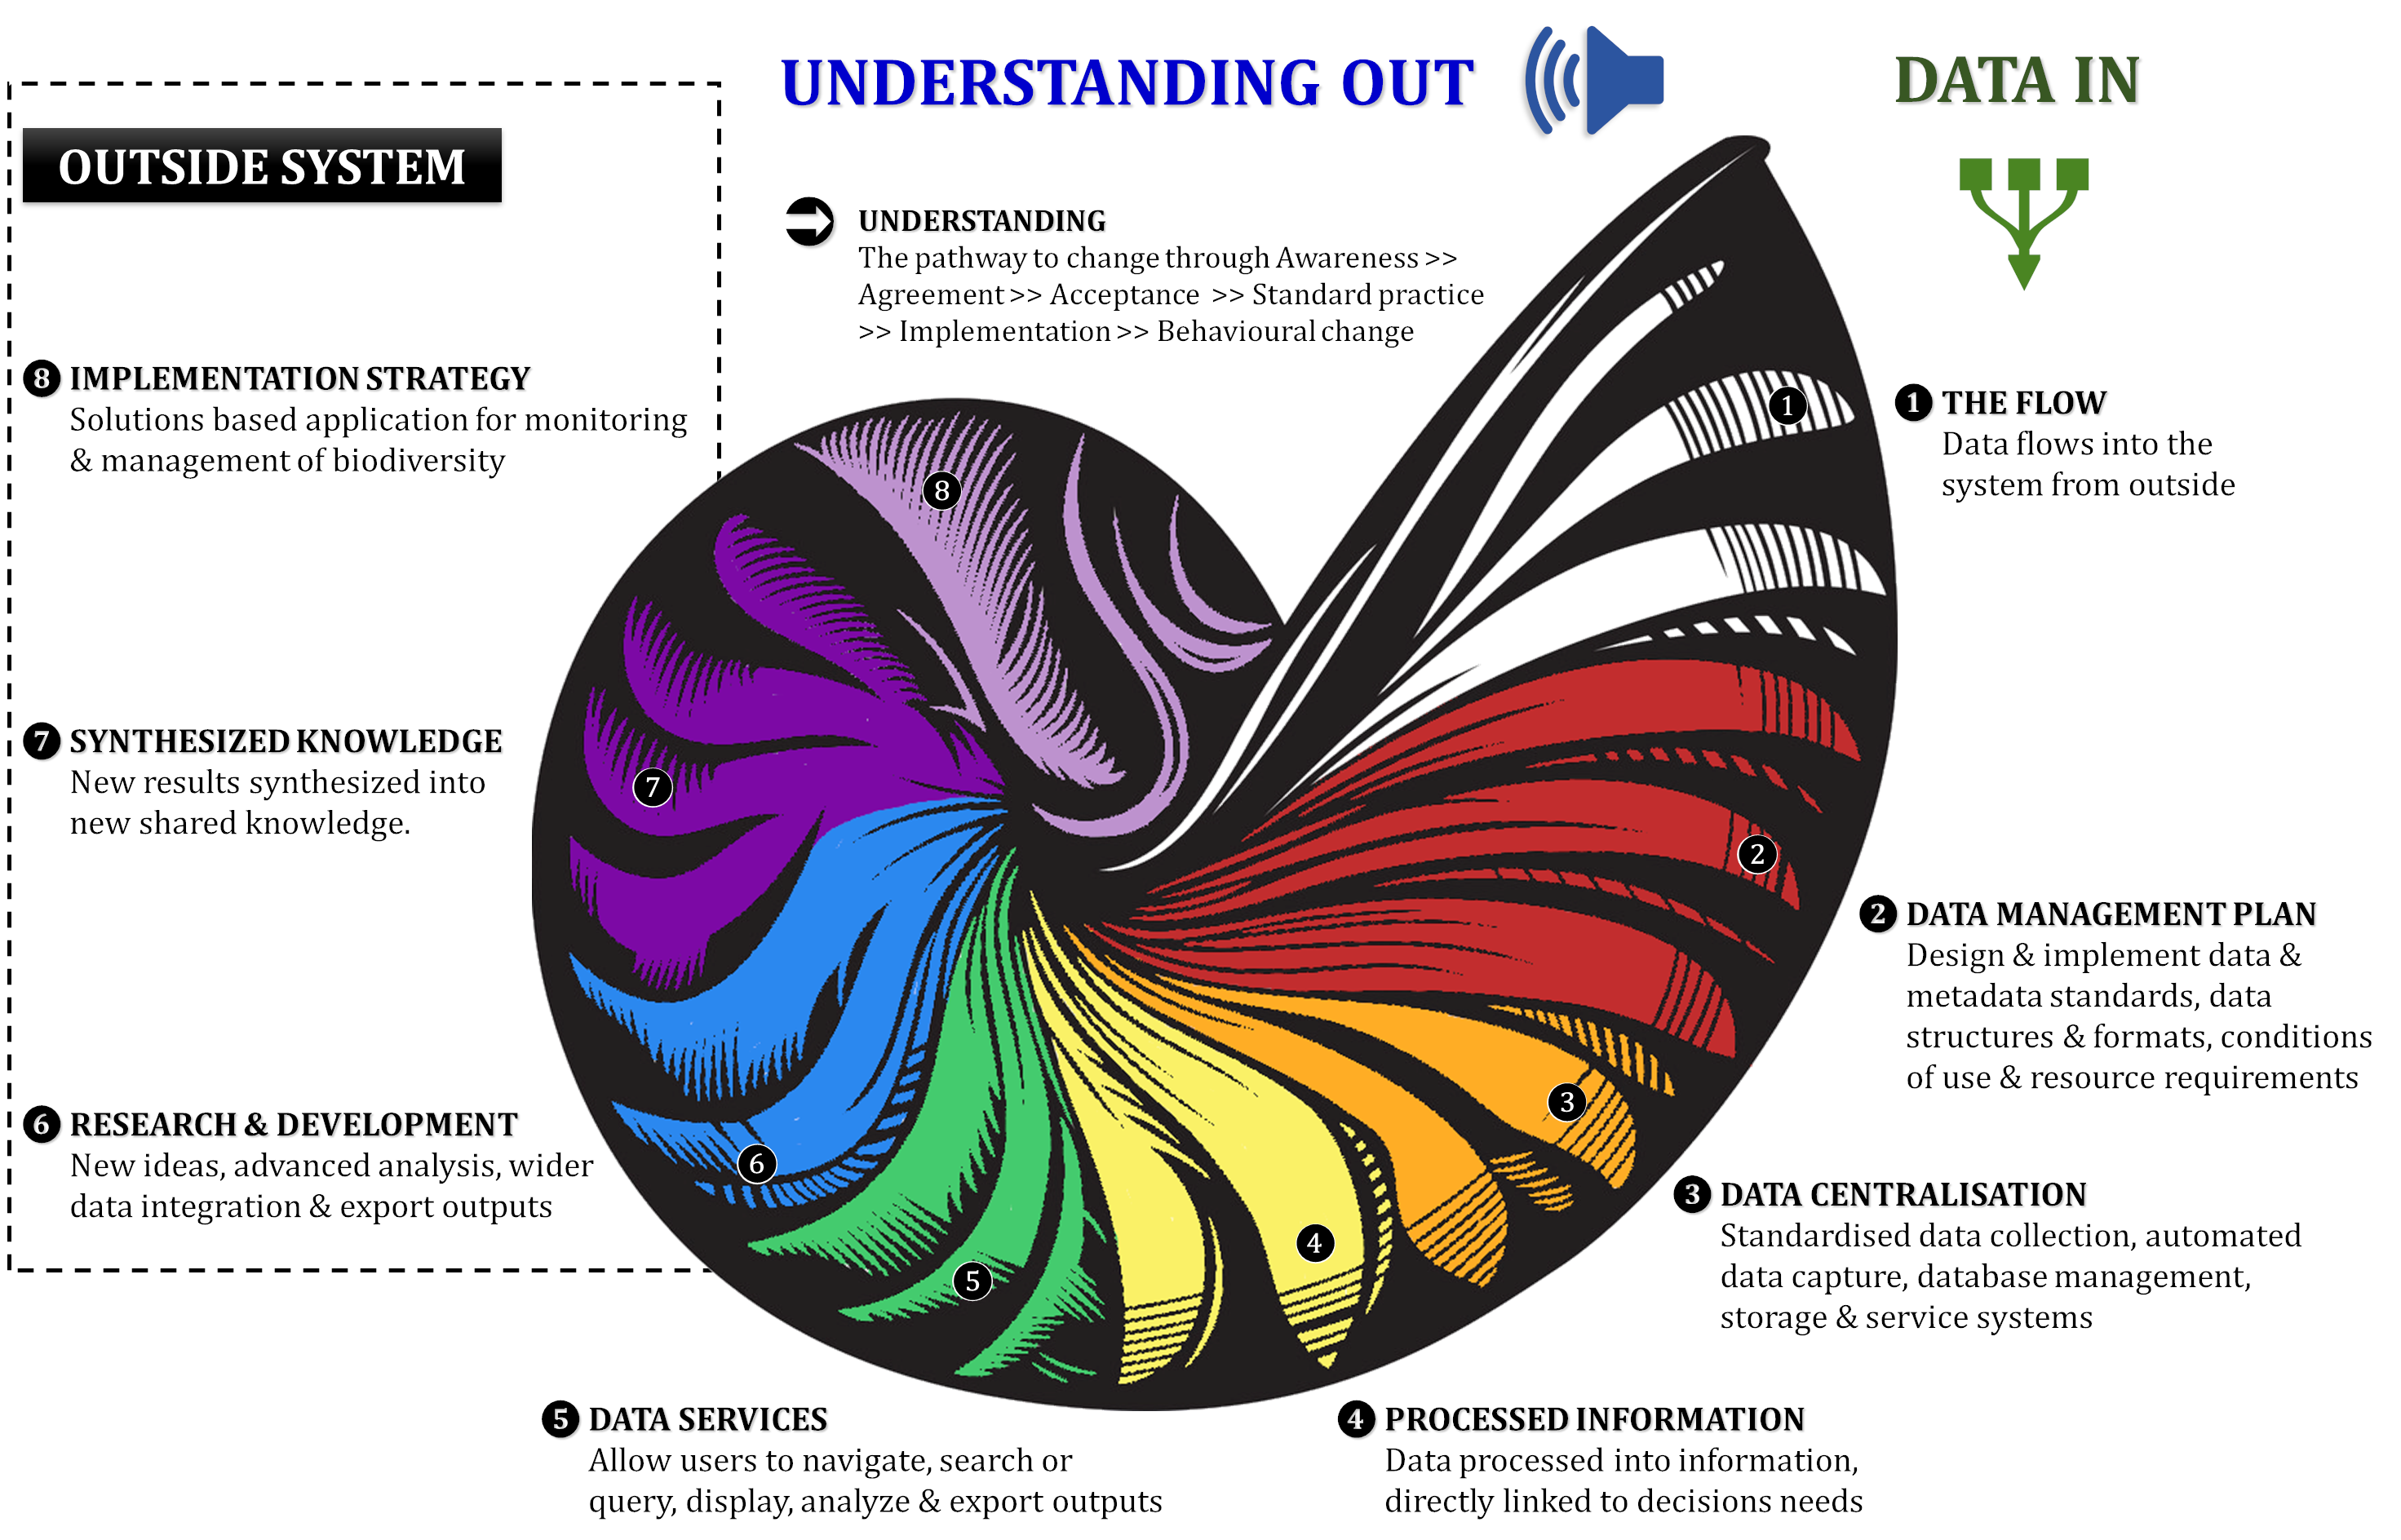 UNDERSTANDING OUT
DATA IN
OUTSIDE SYSTEM
UNDERSTANDING
The pathway to change through Awareness >>
Agreement >> Acceptance >> Standard practice
>> Implementation >> Behavioural change
1 THE FLOW
Data flows into the
system from outside
2 DATA MANAGEMENT PLAN
Design & implement data &
metadata standards, data
structures & formats, conditions
of use & resource requirements
3 DATA CENTRALISATION
Standardised data collection, automated
data capture, database management,
storage & service systems
4 PROCESSED INFORMATION
Data processed into information,
directly linked to decisions needs
5 DATA SERVICES
Allow users to navigate, search or
query, display, analyze & export outputs
6 RESEARCH & DEVELOPMENT
New ideas, advanced analysis, wider
data integration & export outputs
7 SYNTHESIZED KNOWLEDGE
New results synthesized into
new shared knowledge.
8 IMPLEMENTATION STRATEGY
Solutions based application for monitoring
& management of biodiversity
1
2
3
4
5
6
7
8